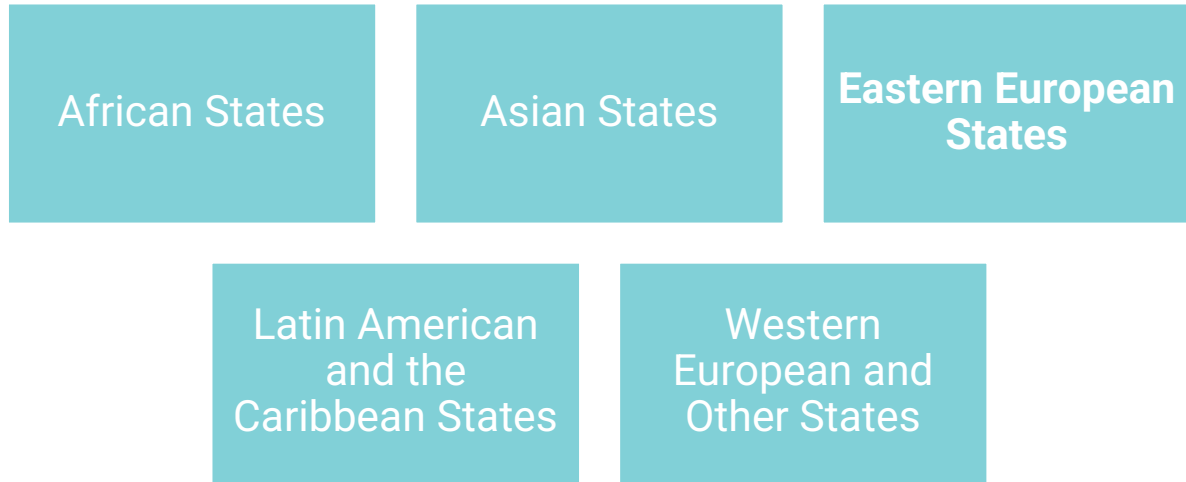 African States
Asian States
Eastern European
States
Latin American
and the
Caribbean States
Western
European and
Other States